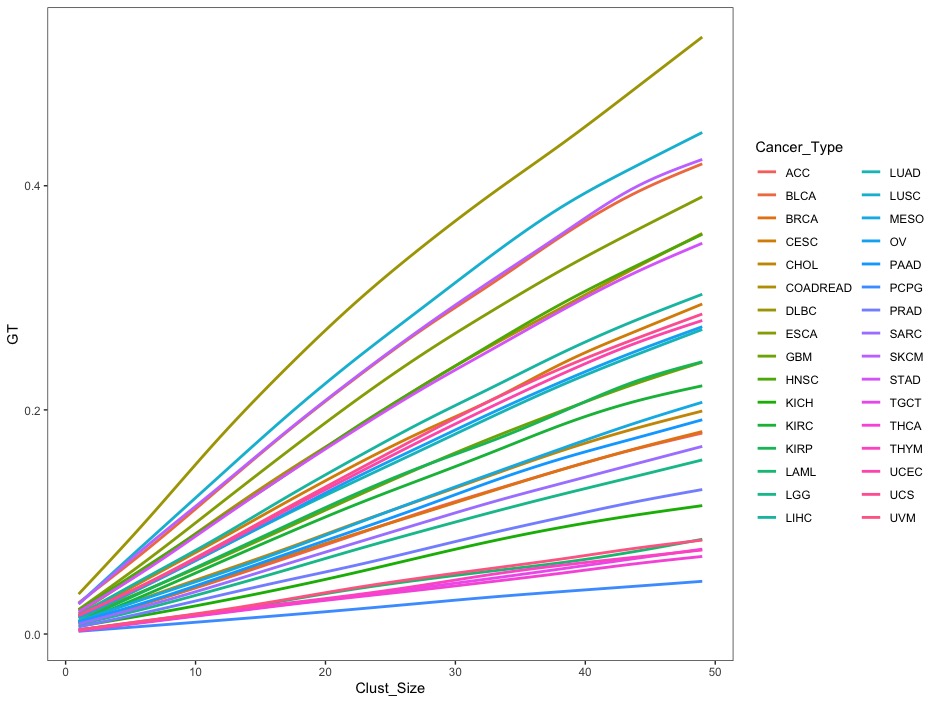 0.4
0.2
0.0
GT
0
10
20
30
40
50
Clust_Size
Cancer_Type
ACC
BLCA
BRCA
CESC
CHOL
COADREAD
DLBC
ESCA
GBM
HNSC
KICH
KIRC
KIRP
LAML
LGG
LIHC
LUAD
LUSC
MESO
OV
PAAD
PCPG
PRAD
SARC
SKCM
STAD
TGCT
THCA
THYM
UCEC
UCS
UVM